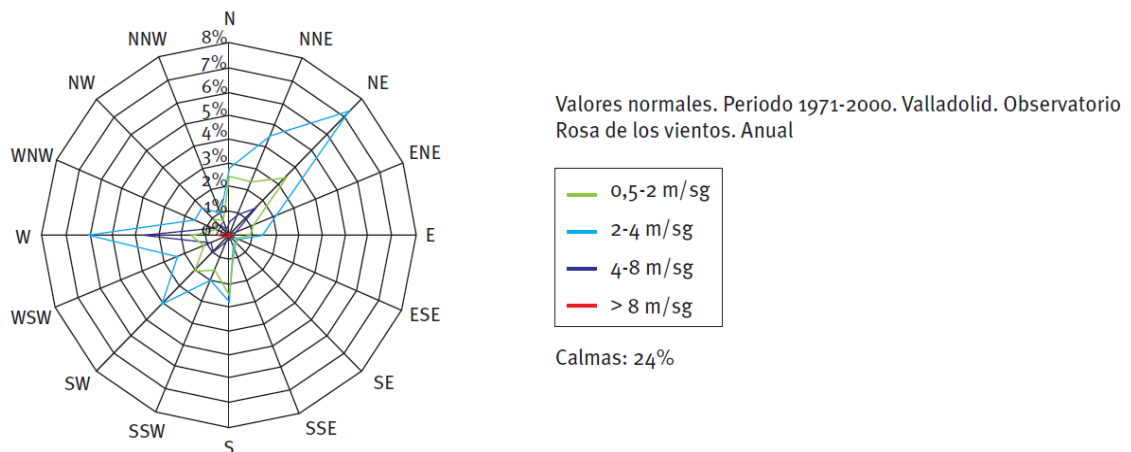 N
NNE
NE
ENE
E
ESE
SE
SSE
S
SSW
SW
WSW
W
WNW
NW
NNW
8%
7%
6%
5%
4%
3%
2%
1%
0%
Valores normales. Periodo 1971-2000. Valladolid. Observatorio
Rosa de los vientos. Anual
0,5-2 m/sg
2-4 m/sg
4-8 m/sg
> 8 m/sg
Calmas: 24%